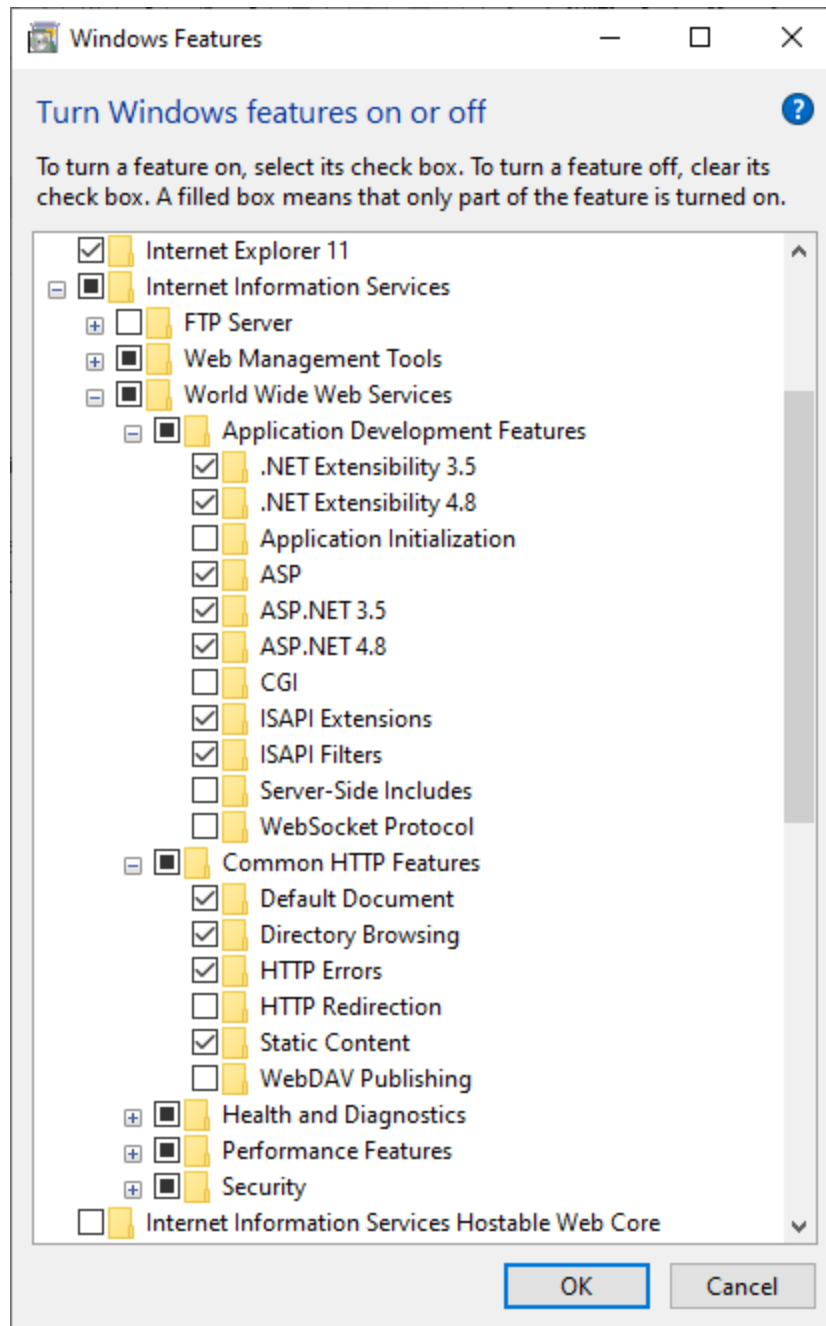 Windows Features
Turn Windows features on or off
?
To turn a feature on, select its check box. To turn a feature off, clear its
check box. A filled box means that only part of the feature is turned on.
Internet Explorer 11
Internet Information Services
FTP Server
Web Management Tools
World Wide Web Services
Application Development Features
.NET Extensibility 3.5
.NET Extensibility 4.8
Application Initialization
ASP
ASP.NET 3.5
ASP.NET 4.8
CGI
ISAPI Extensions
ISAPI Filters
Server-Side Includes
WebSocket Protocol
Common HTTP Features
Default Document
Directory Browsing
HTTP Errors
HTTP Redirection
Static Content
WebDAV Publishing
Health and Diagnostics
Performance Features
Security
Internet Information Services Hostable Web Core
OK Cancel